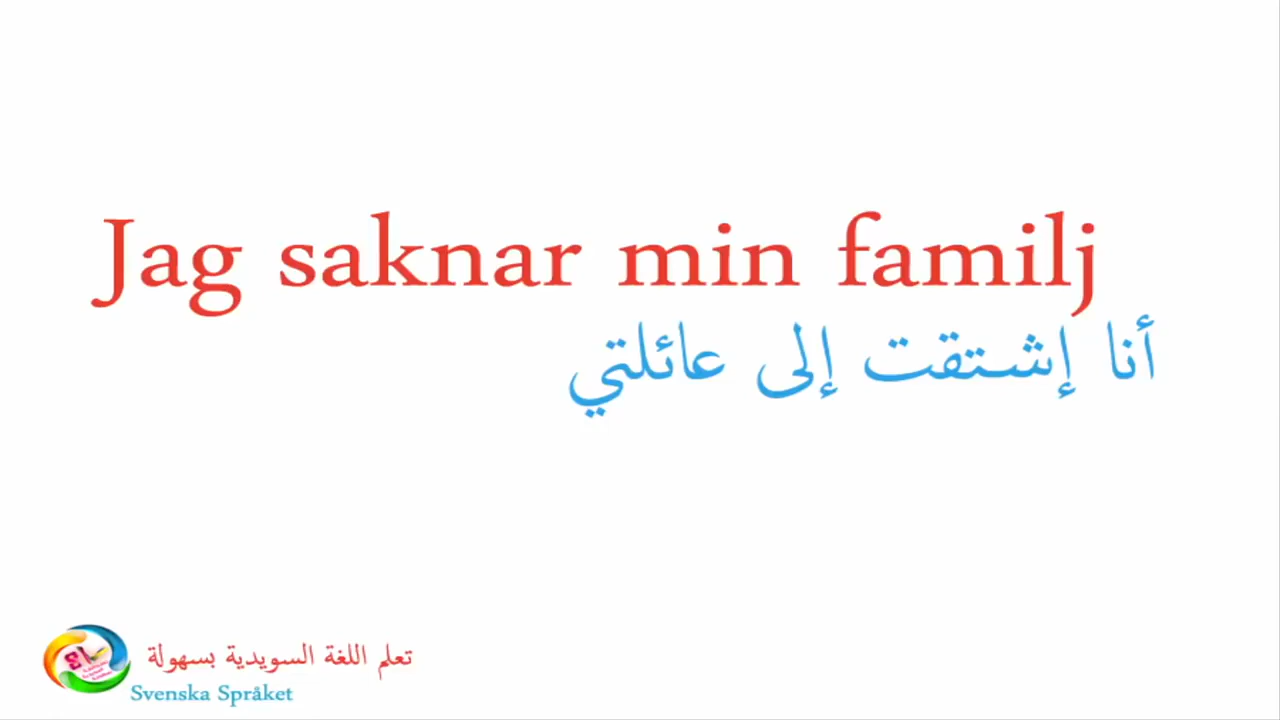 Jag saknar min familj
أنا إشتقت إلى عائلتي
تعلم اللغة السويدية بسهولة
Svenska Språket